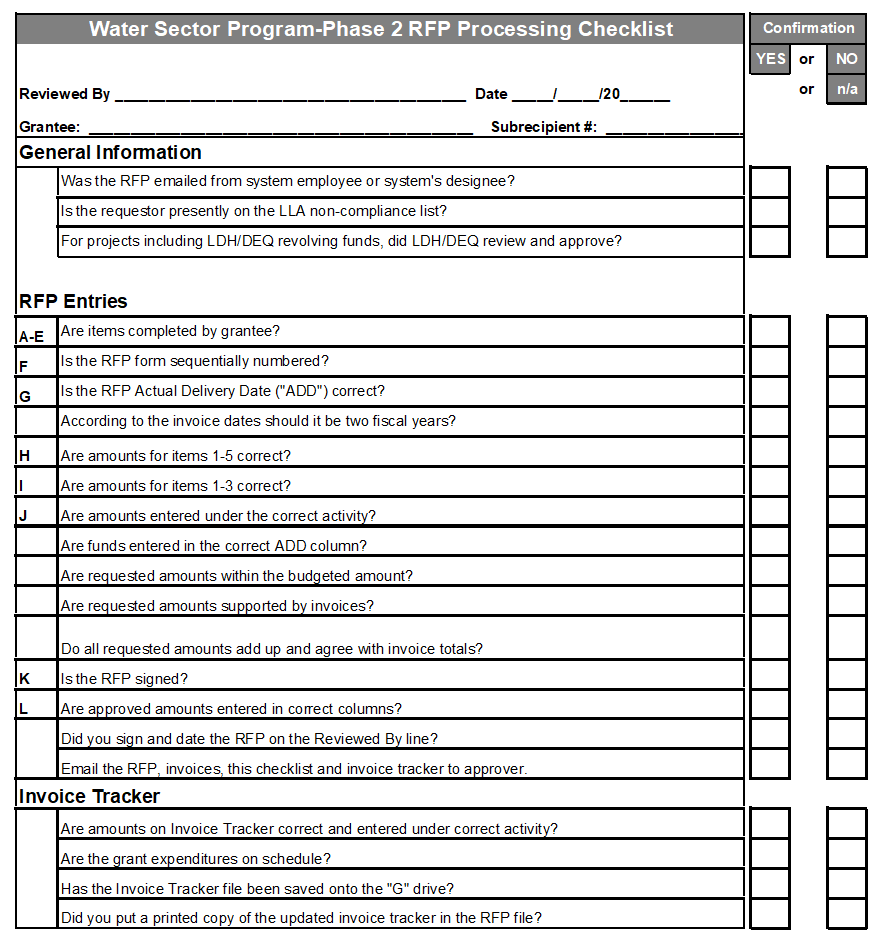 Water Sector Program-Phase 2 RFP Processing Checklist
Confirmation
YES or NO
or n/a
Reviewed By ___________________________________________ Date _____/_____/20______
Grantee: _______________________________________________ Subrecipient #: _________________
General Information
Was the RFP emailed from system employee or system's designee?
Is the requestor presently on the LLA non-compliance list?
For projects including LDH/DEQ revolving funds, did LDH/DEQ review and approve?
RFP Entries
A-E Are items completed by grantee?
F Is the RFP form sequentially numbered?
G Is the RFP Actual Delivery Date ("ADD") correct?
According to the invoice dates should it be two fiscal years?
H Are amounts for items 1-5 correct?
I Are amounts for items 1-3 correct?
J Are amounts entered under the correct activity?
Are funds entered in the correct ADD column?
Are requested amounts within the budgeted amount?
Are requested amounts supported by invoices?
Do all requested amounts add up and agree with invoice totals?
K Is the RFP signed?
L Are approved amounts entered in correct columns?
Did you sign and date the RFP on the Reviewed By line?
Email the RFP, invoices, this checklist and invoice tracker to approver.
Invoice Tracker
Are amounts on Invoice Tracker correct and entered under correct activity?
Are the grant expenditures on schedule?
Has the Invoice Tracker file been saved onto the "G" drive?
Did you put a printed copy of the updated invoice tracker in the RFP file?